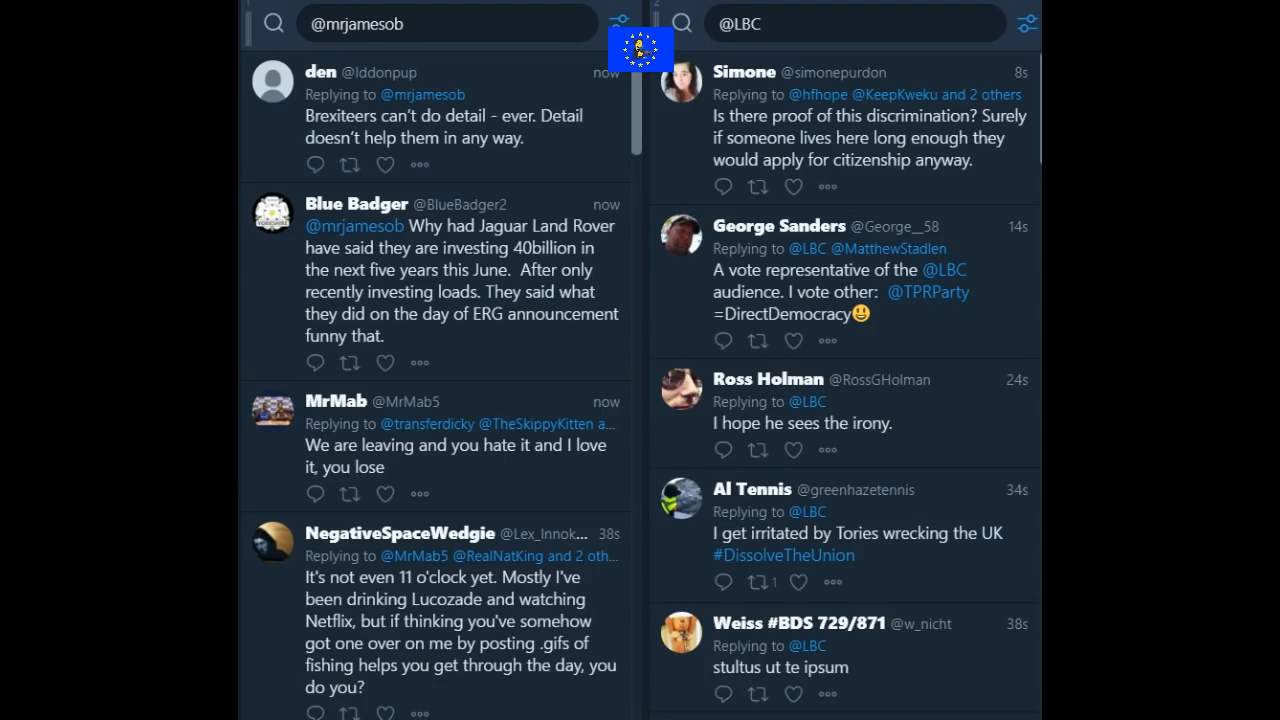 @mrjamesob
den @lddonpup now
Replying to @mrjamesob
Brexiteers can't do detail - ever. Detail
doesn't help them in any way.
Blue Badger @BlueBadger2 now
@mrjamesob Why had Jaguar Land Rover
have said they are investing 40billion in
the next five years this June.  After only
recently investing loads. They said what
they did on the day of ERG announcement
funny that.
MrMab @MrMab5 now
Replying to @transferdicky @TheSkippyKitten a...
We are leaving and you hate it and I love
it, you lose
NegativeSpaceWedgie @Lex_Innok... 38s
Replying to @MrMab5 @RealNatKing and 2 oth...
It's not even 11 o'clock yet. Mostly I've
been drinking Lucozade and watching
Netflix, but if thinking you've somehow
got one over on me by posting .gifs of
fishing helps you get through the day, you
do you?
2
@LBC
Simone @simonepurdon 8s
Replying to @hfhope @KeepKweku and 2 others
Is there proof of this discrimination? Surely
if someone lives here long enough they
would apply for citizenship anyway.
George Sanders @George__58 14s
Replying to @LBC @MatthewStadlen
A vote representative of the @LBC
audience. I vote other:  @TPRParty
=DirectDemocracy😃
Ross Holman @RossGHolman 24s
Replying to @LBC
I hope he sees the irony.
Al Tennis @greenhazetennis 34s
Replying to @LBC
I get irritated by Tories wrecking the UK
#DissolveTheUnion
1
Weiss #BDS 729/871 @w_nicht 38s
Replying to @LBC
stultus ut te ipsum